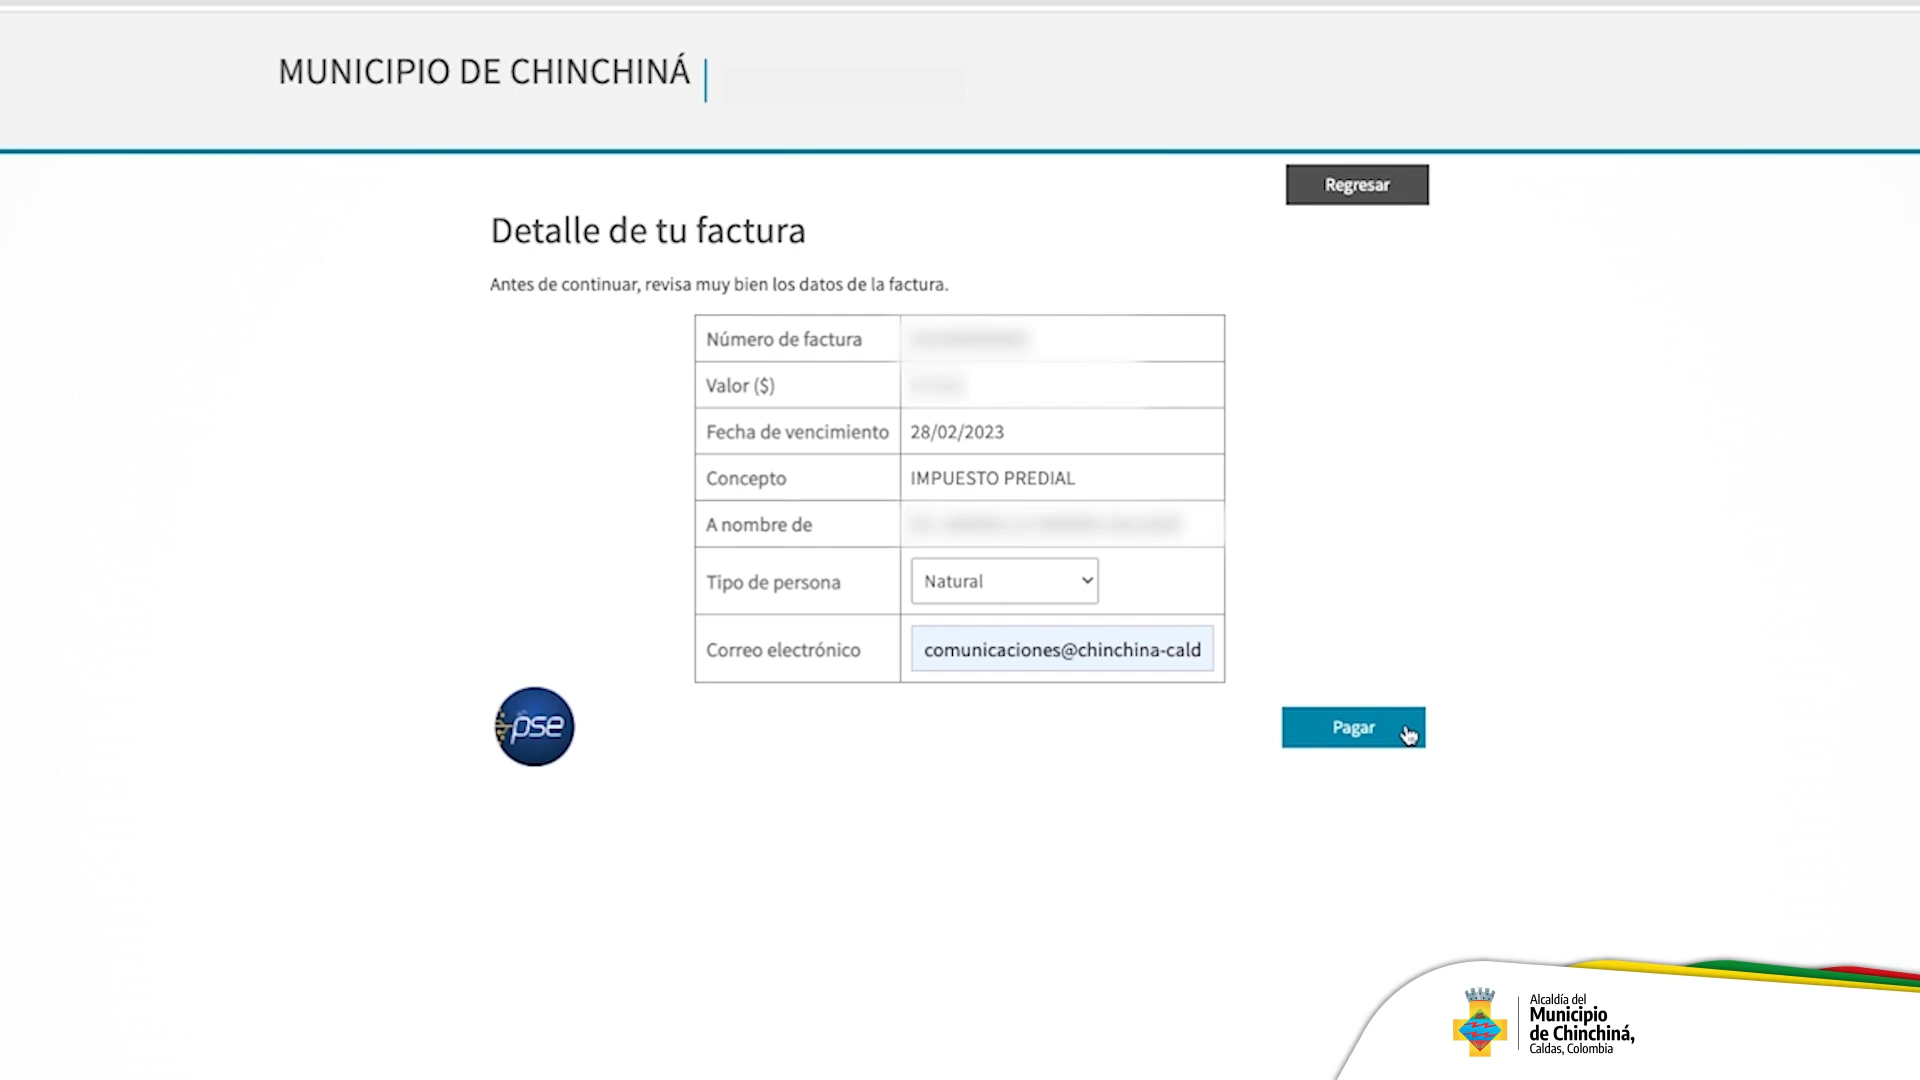 MUNICIPIO DE CHINCHINÁ
Regresar
Detalle de tu factura
Antes de continuar, revisa muy bien los datos de la factura.
Número de factura
Valor ($)
Fecha de vencimiento 28/02/2023
Concepto IMPUESTO PREDIAL
A nombre de
Tipo de persona Natural
Correo electrónico comunicaciones@chinchina-cald
pse
Pagar
Alcaldía del
Municipio
de Chinchiná,
Caldas, Colombia